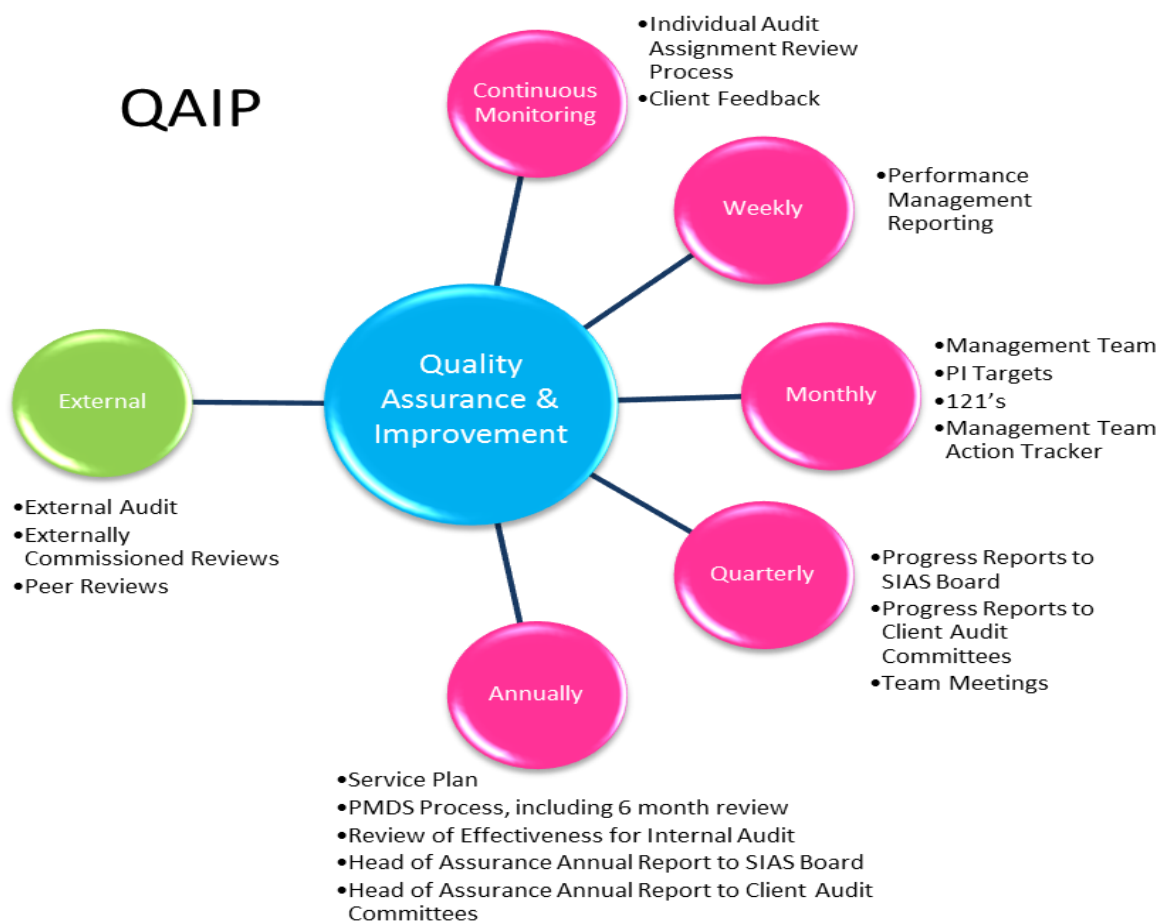 QAIP
Continuous
Monitoring
•Individual Audit
Assignment Review
Process
•Client Feedback
Weekly
•Performance
Management
Reporting
Monthly
•Management Team
•PI Targets
•121’s
•Management Team
Action Tracker
Quality
Assurance &
Improvement
External
•External Audit
•Externally
Commissioned Reviews
•Peer Reviews
Quarterly
•Progress Reports to
SIAS Board
•Progress Reports to
Client Audit
Committees
•Team Meetings
Annually
•Service Plan
•PMDS Process, including 6 month review
•Review of Effectiveness for Internal Audit
•Head of Assurance Annual Report to SIAS Board
•Head of Assurance Annual Report to Client Audit
Committees